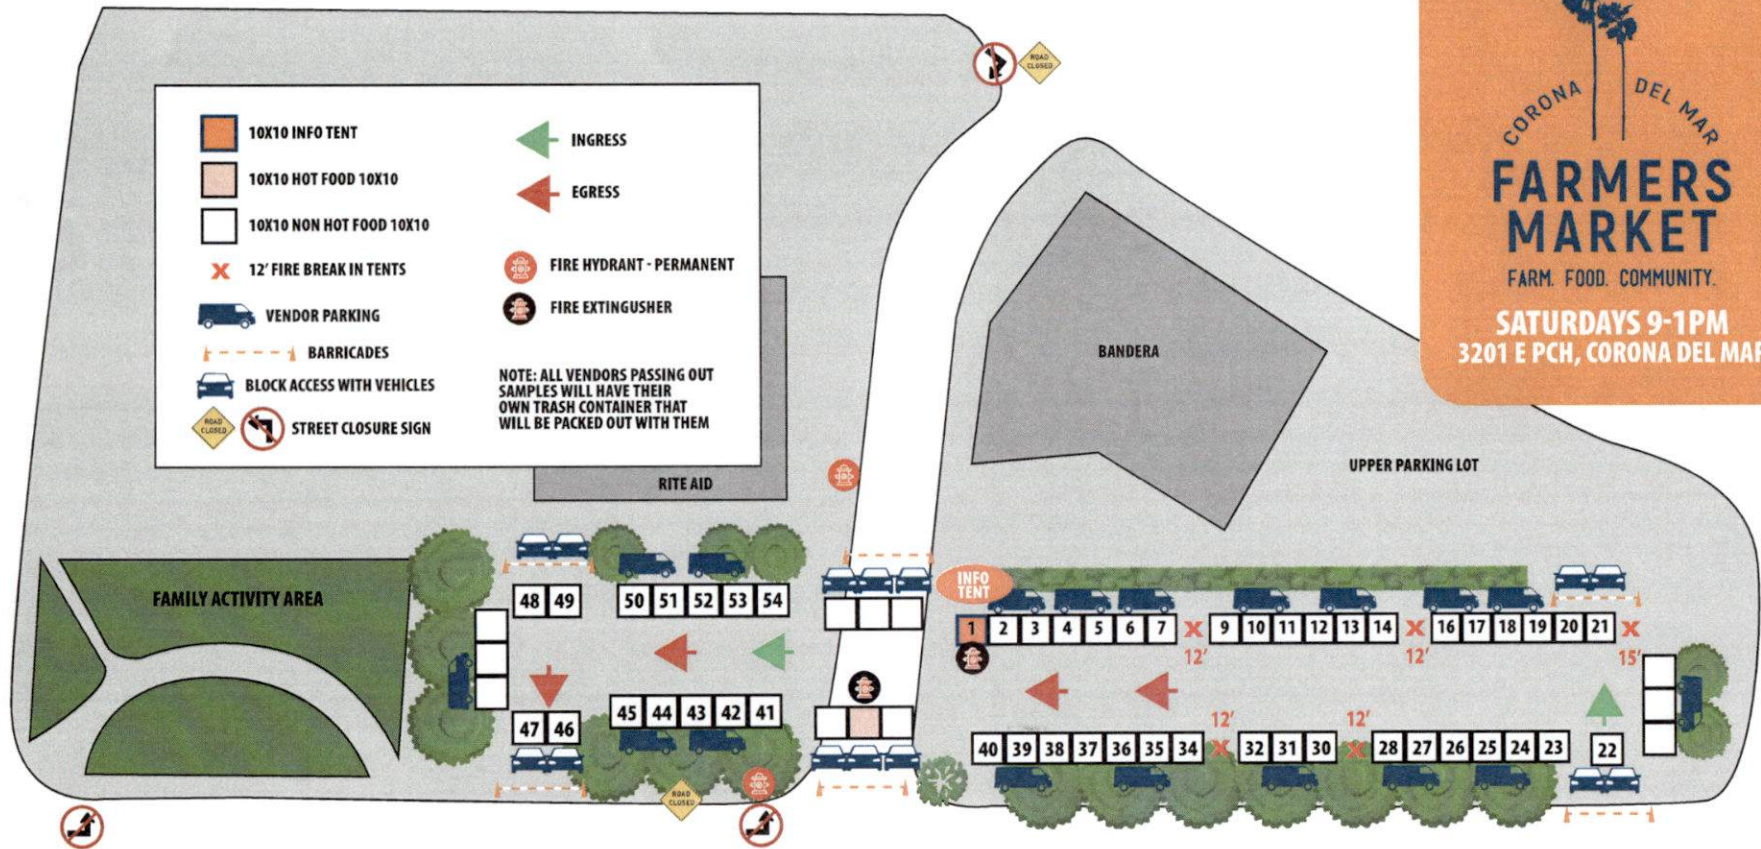 ROAD
CLOSED
CORONA DEL MAR
FARMERS
MARKET
FARM. FOOD. COMMUNITY.
SATURDAYS 9-1PM
3201 E PCH, CORONA DEL MAR
10X10 INFO TENT
10X10 HOT FOOD 10X10
10X10 NON HOT FOOD 10X10
X 12' FIRE BREAK IN TENTS
VENDOR PARKING
BARRICADES
BLOCK ACCESS WITH VEHICLES
ROAD
CLOSED
STREET CLOSURE SIGN
INGRESS
EGRESS
FIRE HYDRANT - PERMANENT
FIRE EXTINGUSHER
NOTE: ALL VENDORS PASSING OUT
SAMPLES WILL HAVE THEIR
OWN TRASH CONTAINER THAT
WILL BE PACKED OUT WITH THEM
RITE AID
BANDERA
UPPER PARKING LOT
FAMILY ACTIVITY AREA
INFO
TENT
48 49
50 51 52 53 54
1 2 3 4 5 6 7 X 9 10 11 12 13 14 X 16 17 18 19 20 21 X
12' 12' 15'
47 46
45 44 43 42 41
12' 12'
40 39 38 37 36 35 34 X 32 31 30 X 28 27 26 25 24 23
22
ROAD
CLOSED